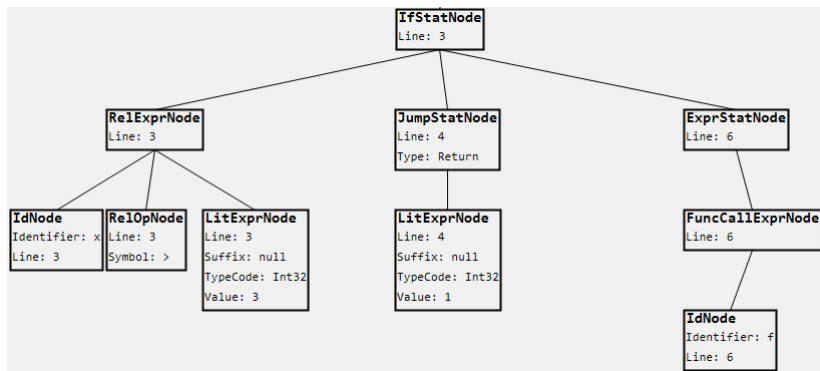 IfStatNode
Line: 3
RelExprNode
Line: 3
JumpStatNode
Line: 4
Type: Return
ExprStatNode
Line: 6
IdNode
Identifier: x
Line: 3
RelOpNode
Line: 3
Symbol: >
LitExprNode
Line: 3
Suffix: null
TypeCode: Int32
Value: 3
LitExprNode
Line: 4
Suffix: null
TypeCode: Int32
Value: 1
FuncCallExprNode
Line: 6
IdNode
Identifier: f
Line: 6